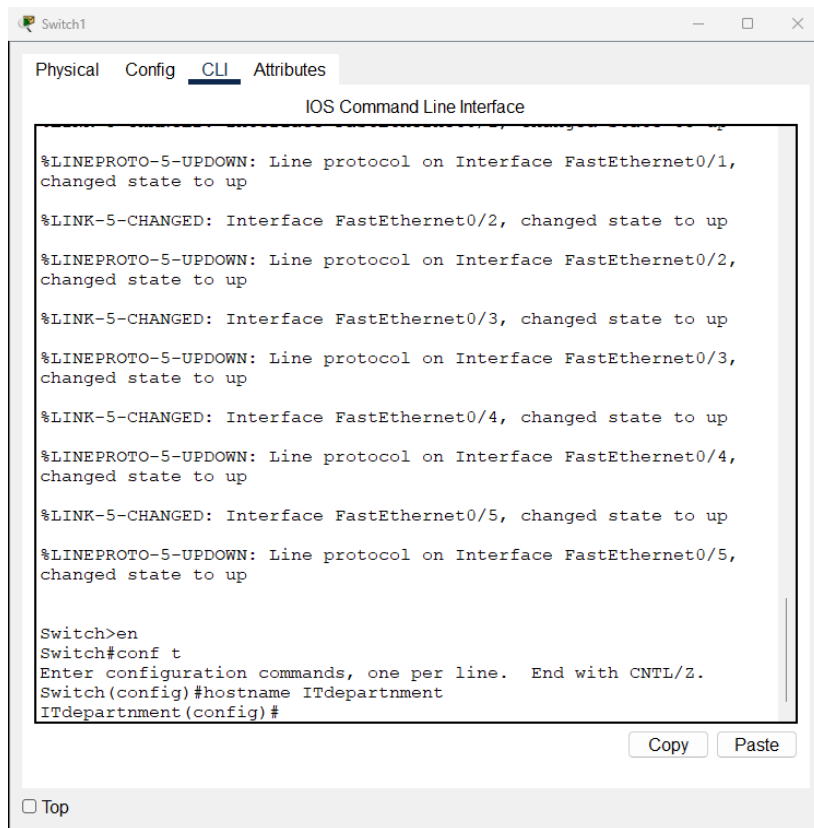 Switch1
Physical Config CLI Attributes
IOS Command Line Interface
%LINEPROTO-5-UPDOWN: Line protocol on Interface FastEthernet0/1,
changed state to up
%LINK-5-CHANGED: Interface FastEthernet0/2, changed state to up
%LINEPROTO-5-UPDOWN: Line protocol on Interface FastEthernet0/2,
changed state to up
%LINK-5-CHANGED: Interface FastEthernet0/3, changed state to up
%LINEPROTO-5-UPDOWN: Line protocol on Interface FastEthernet0/3,
changed state to up
%LINK-5-CHANGED: Interface FastEthernet0/4, changed state to up
%LINEPROTO-5-UPDOWN: Line protocol on Interface FastEthernet0/4,
changed state to up
%LINK-5-CHANGED: Interface FastEthernet0/5, changed state to up
%LINEPROTO-5-UPDOWN: Line protocol on Interface FastEthernet0/5,
changed state to up
Switch>en
Switch#conf t
Enter configuration commands, one per line. End with CNTL/Z.
Switch(config)#hostname ITdepartnment
ITdepartnment(config)#
Copy Paste
Top